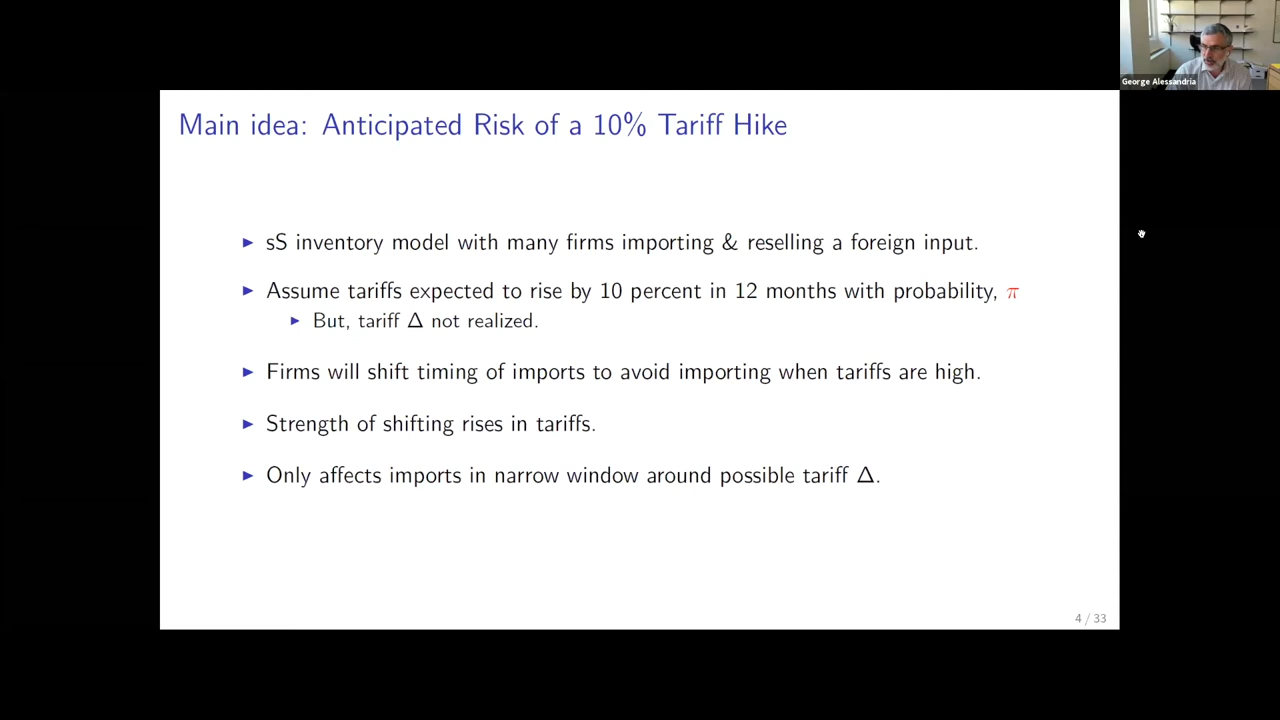 George Alessandria
Main idea: Anticipated Risk of a 10% Tariff Hike
▶ sS inventory model with many firms importing & reselling a foreign input.
▶ Assume tariffs expected to rise by 10 percent in 12 months with probability, π
▶ But, tariff Δ not realized.
▶ Firms will shift timing of imports to avoid importing when tariffs are high.
▶ Strength of shifting rises in tariffs.
▶ Only affects imports in narrow window around possible tariff Δ.
4 / 33